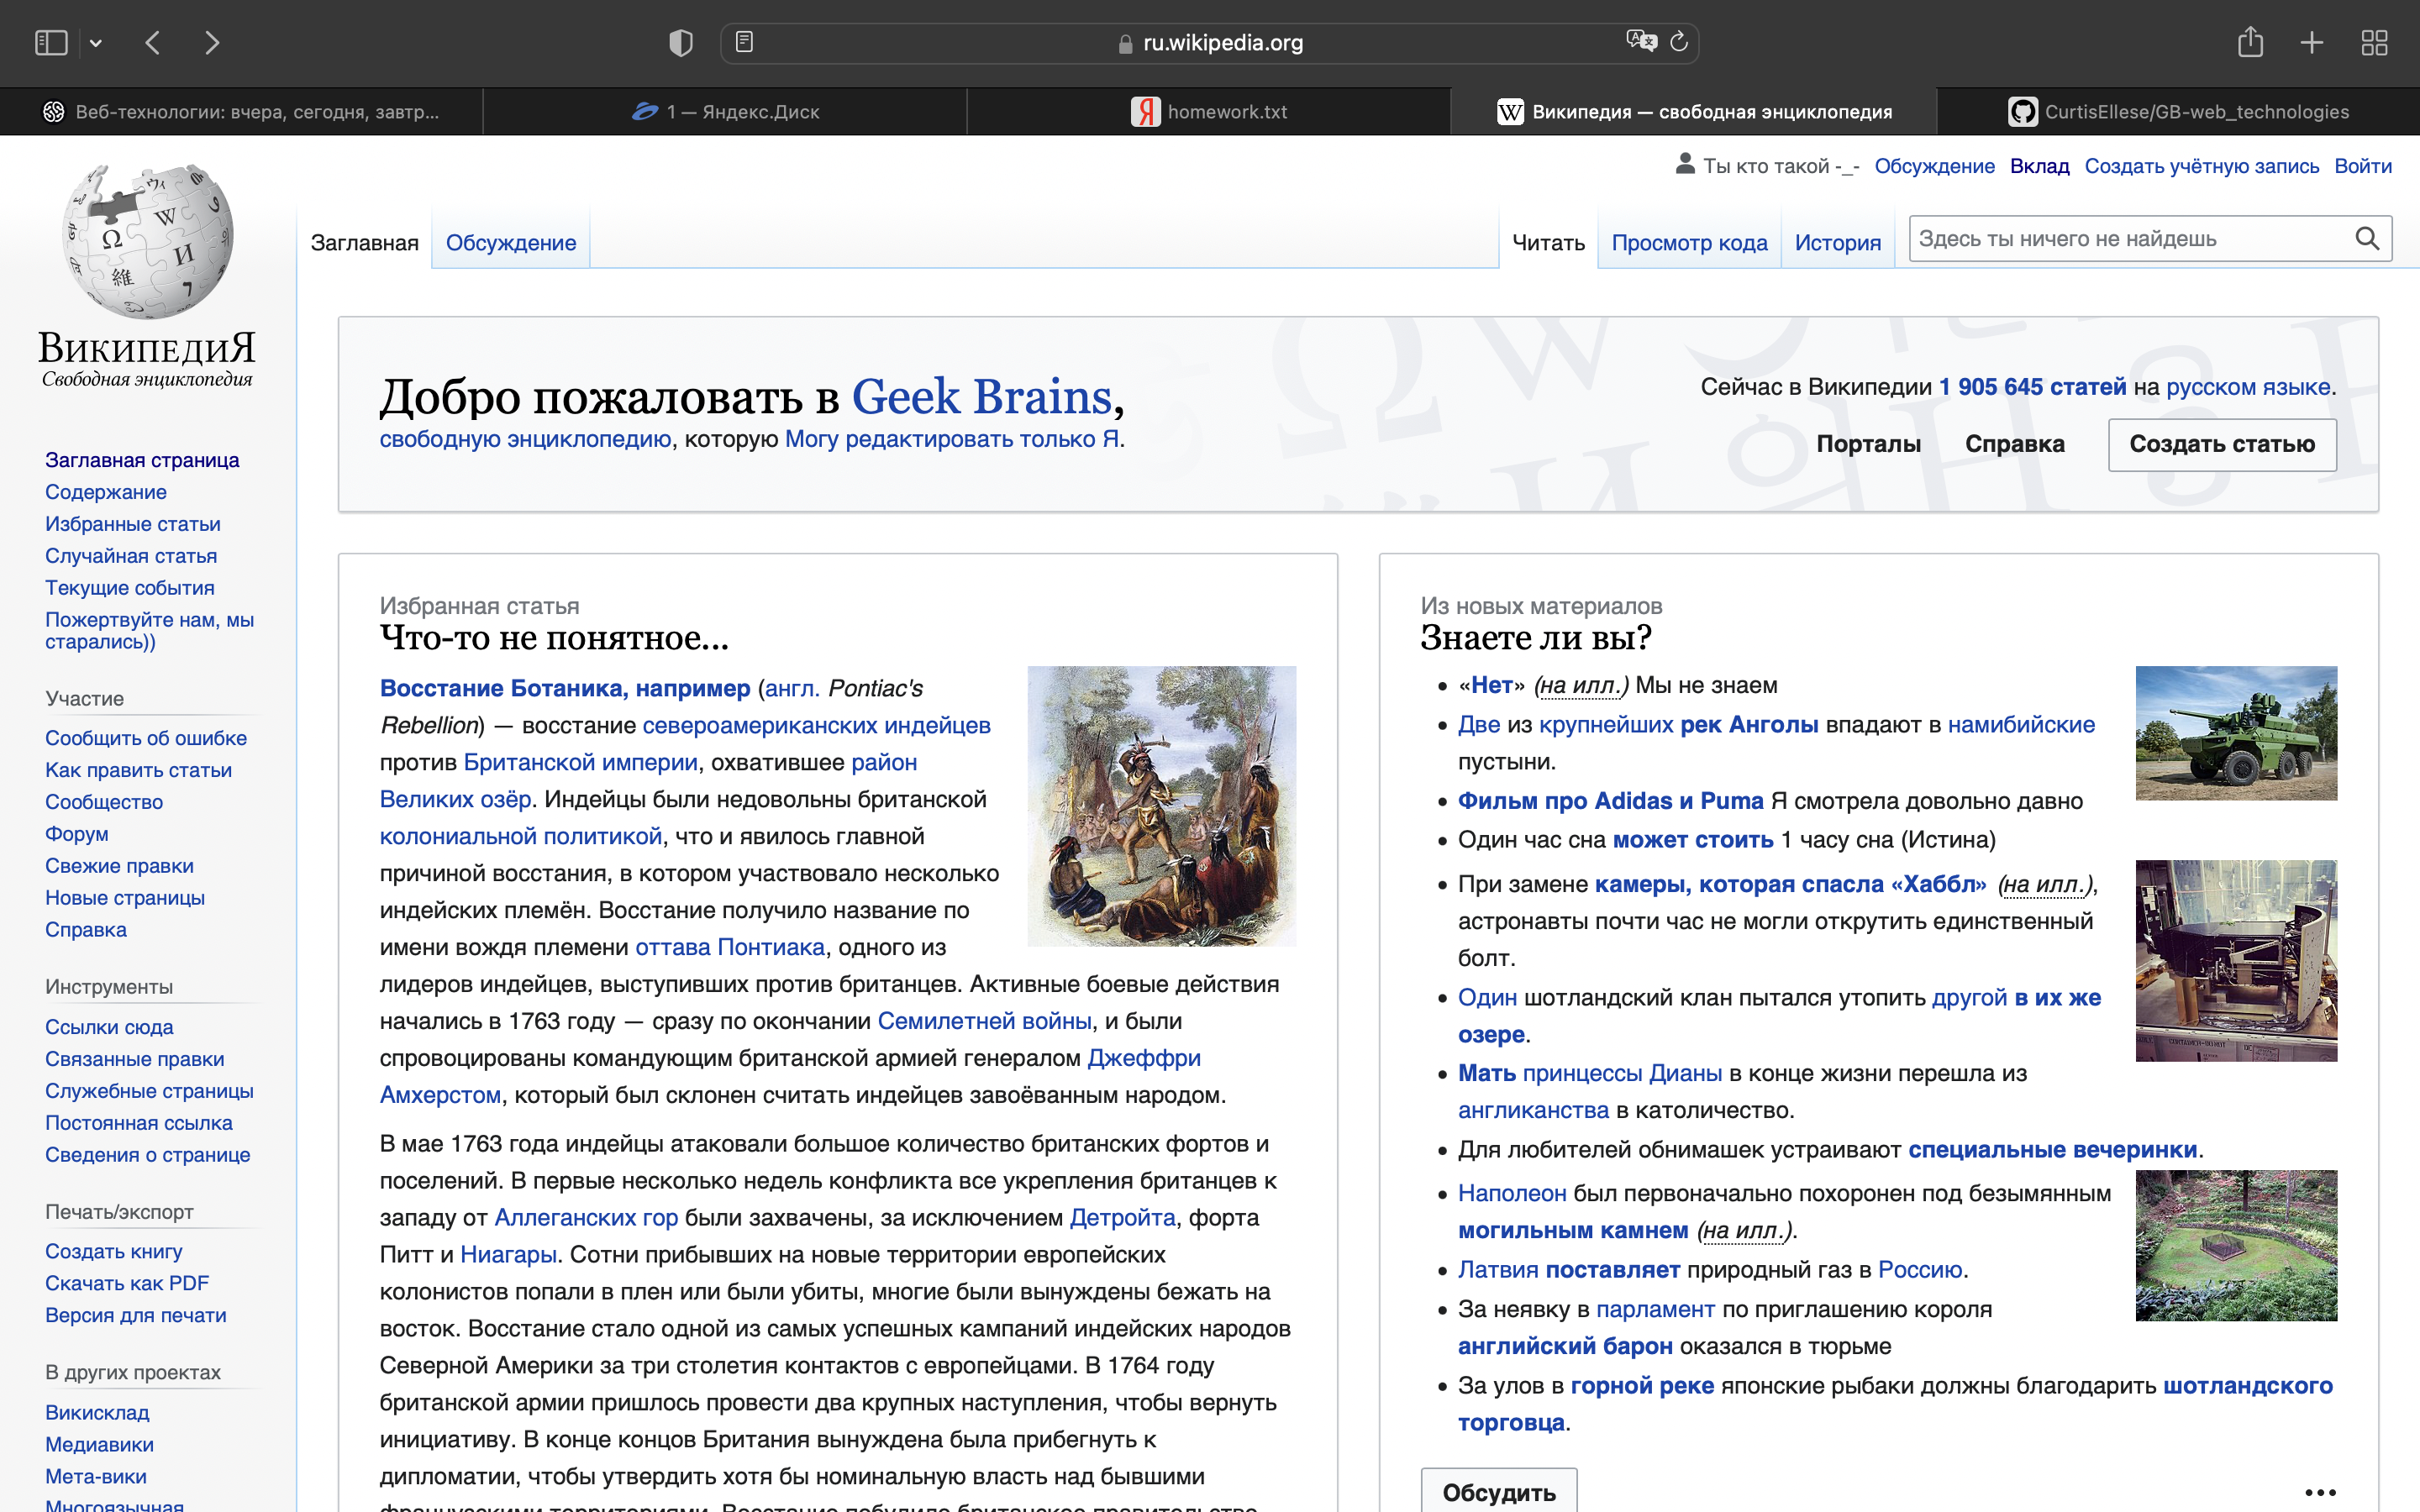 ru.wikipedia.org
Веб-технологии: вчера, сегодня, завтр...
1 — Яндекс.Диск
homework.txt
Википедия — свободная энциклопедия
CurtisEllese/GB-web_technologies
Ты кто такой -_- Обсуждение Вклад Создать учётную запись Войти
Заглавная Обсуждение
Читать Просмотр кода История Здесь ты ничего не найдешь
ВикипедиЯ
Свободная энциклопедия
Заглавная страница
Содержание
Избранные статьи
Случайная статья
Текущие события
Пожертвуйте нам, мы
старались))
Участие
Сообщить об ошибке
Как править статьи
Сообщество
Форум
Свежие правки
Новые страницы
Справка
Инструменты
Ссылки сюда
Связанные правки
Служебные страницы
Постоянная ссылка
Сведения о странице
Печать/экспорт
Создать книгу
Скачать как PDF
Версия для печати
В других проектах
Викисклад
Медиавики
Мета-вики
Многоязычная
Добро пожаловать в Geek Brains,
свободную энциклопедию, которую Могу редактировать только Я.
Сейчас в Википедии 1 905 645 статей на русском языке.
Порталы Справка Создать статью
Избранная статья
Что-то не понятное...
Восстание Ботаника, например (англ. Pontiac's
Rebellion) — восстание североамериканских индейцев
против Британской империи, охватившее район
Великих озёр. Индейцы были недовольны британской
колониальной политикой, что и явилось главной
причиной восстания, в котором участвовало несколько
индейских племён. Восстание получило название по
имени вождя племени оттава Понтиака, одного из
лидеров индейцев, выступивших против британцев. Активные боевые действия
начались в 1763 году — сразу по окончании Семилетней войны, и были
спровоцированы командующим британской армией генералом Джеффри
Амхерстом, который был склонен считать индейцев завоёванным народом.
В мае 1763 года индейцы атаковали большое количество британских фортов и
поселений. В первые несколько недель конфликта все укрепления британцев к
западу от Аллеганских гор были захвачены, за исключением Детройта, форта
Питт и Ниагары. Сотни прибывших на новые территории европейских
колонистов попали в плен или были убиты, многие были вынуждены бежать на
восток. Восстание стало одной из самых успешных кампаний индейских народов
Северной Америки за три столетия контактов с европейцами. В 1764 году
британской армии пришлось провести два крупных наступления, чтобы вернуть
инициативу. В конце концов Британия вынуждена была прибегнуть к
дипломатии, чтобы утвердить хотя бы номинальную власть над бывшими
французскими территориями. Восстание побудило британское правительство
Из новых материалов
Знаете ли вы?
«Нет» (на илл.) Мы не знаем
Две из крупнейших рек Анголы впадают в намибийские
пустыни.
Фильм про Adidas и Puma Я смотрела довольно давно
Один час сна может стоить 1 часу сна (Истина)
При замене камеры, которая спасла «Хаббл» (на илл.),
астронавты почти час не могли открутить единственный
болт.
Один шотландский клан пытался утопить другой в их же
озере.
Мать принцессы Дианы в конце жизни перешла из
англиканства в католичество.
Для любителей обнимашек устраивают специальные вечеринки.
Наполеон был первоначально похоронен под безымянным
могильным камнем (на илл.).
Латвия поставляет природный газ в Россию.
За неявку в парламент по приглашению короля
английский барон оказался в тюрьме
За улов в горной реке японские рыбаки должны благодарить шотландского
торговца.
Обсудить